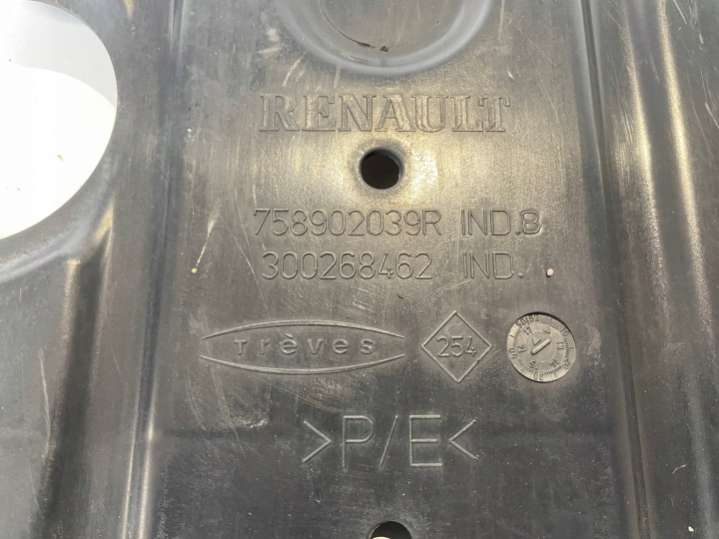 RENAULT
758902039R IND.B
300268462 IND.
Trèves 254
>P/E<